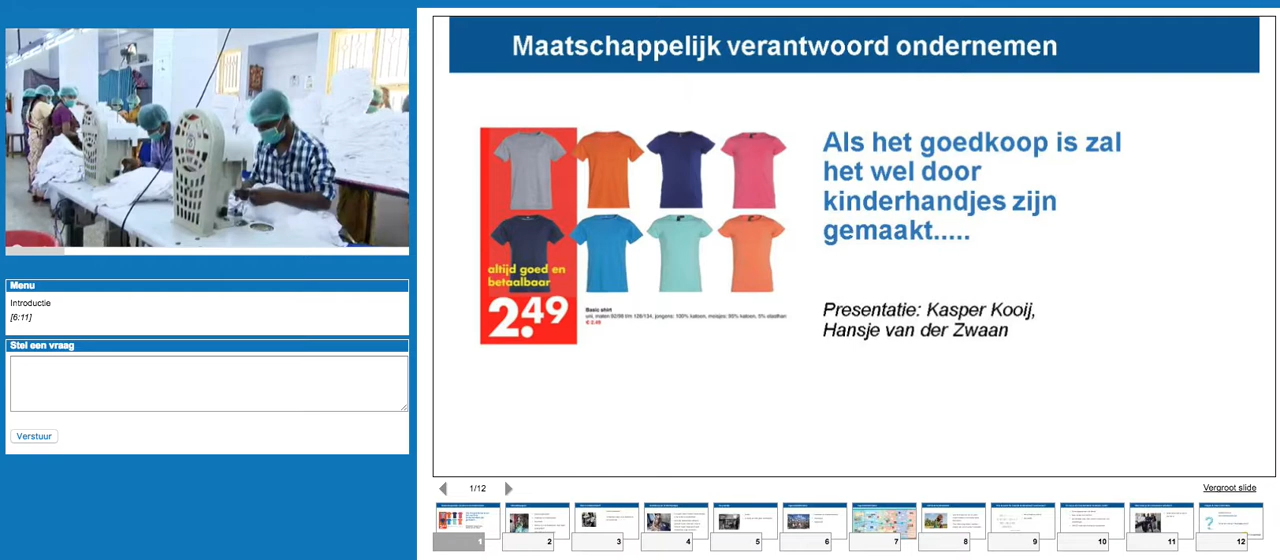 Maatschappelijk verantwoord ondernemen
Als het goedkoop is zal
het wel door
kinderhandjes zijn
gemaakt.....
altijd goed en
betaalbaar
2.49
Basic shirt
€ 2.49
Presentatie: Kasper Kooij,
Hansje van der Zwaan
Menu
Introductie
[6:11]
Stel een vraag
Verstuur
1/12
Vergroot slide
1
2
3
4
5
6
7
8
9
10
11
12